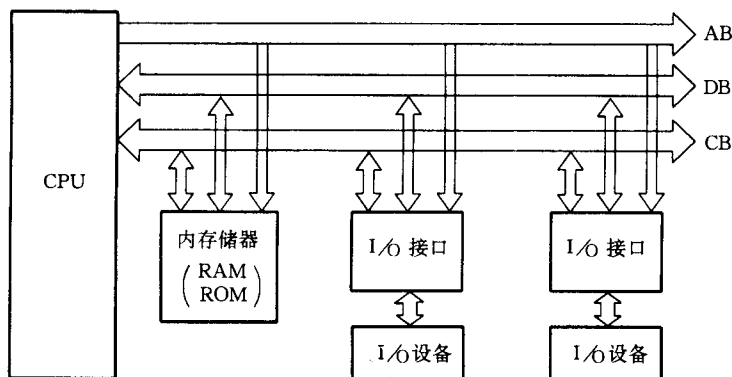 AB
DB
CB
CPU
内存储器
(RAM
ROM)
I/O 接口
I/O 接口
I/O设备
I/O设备